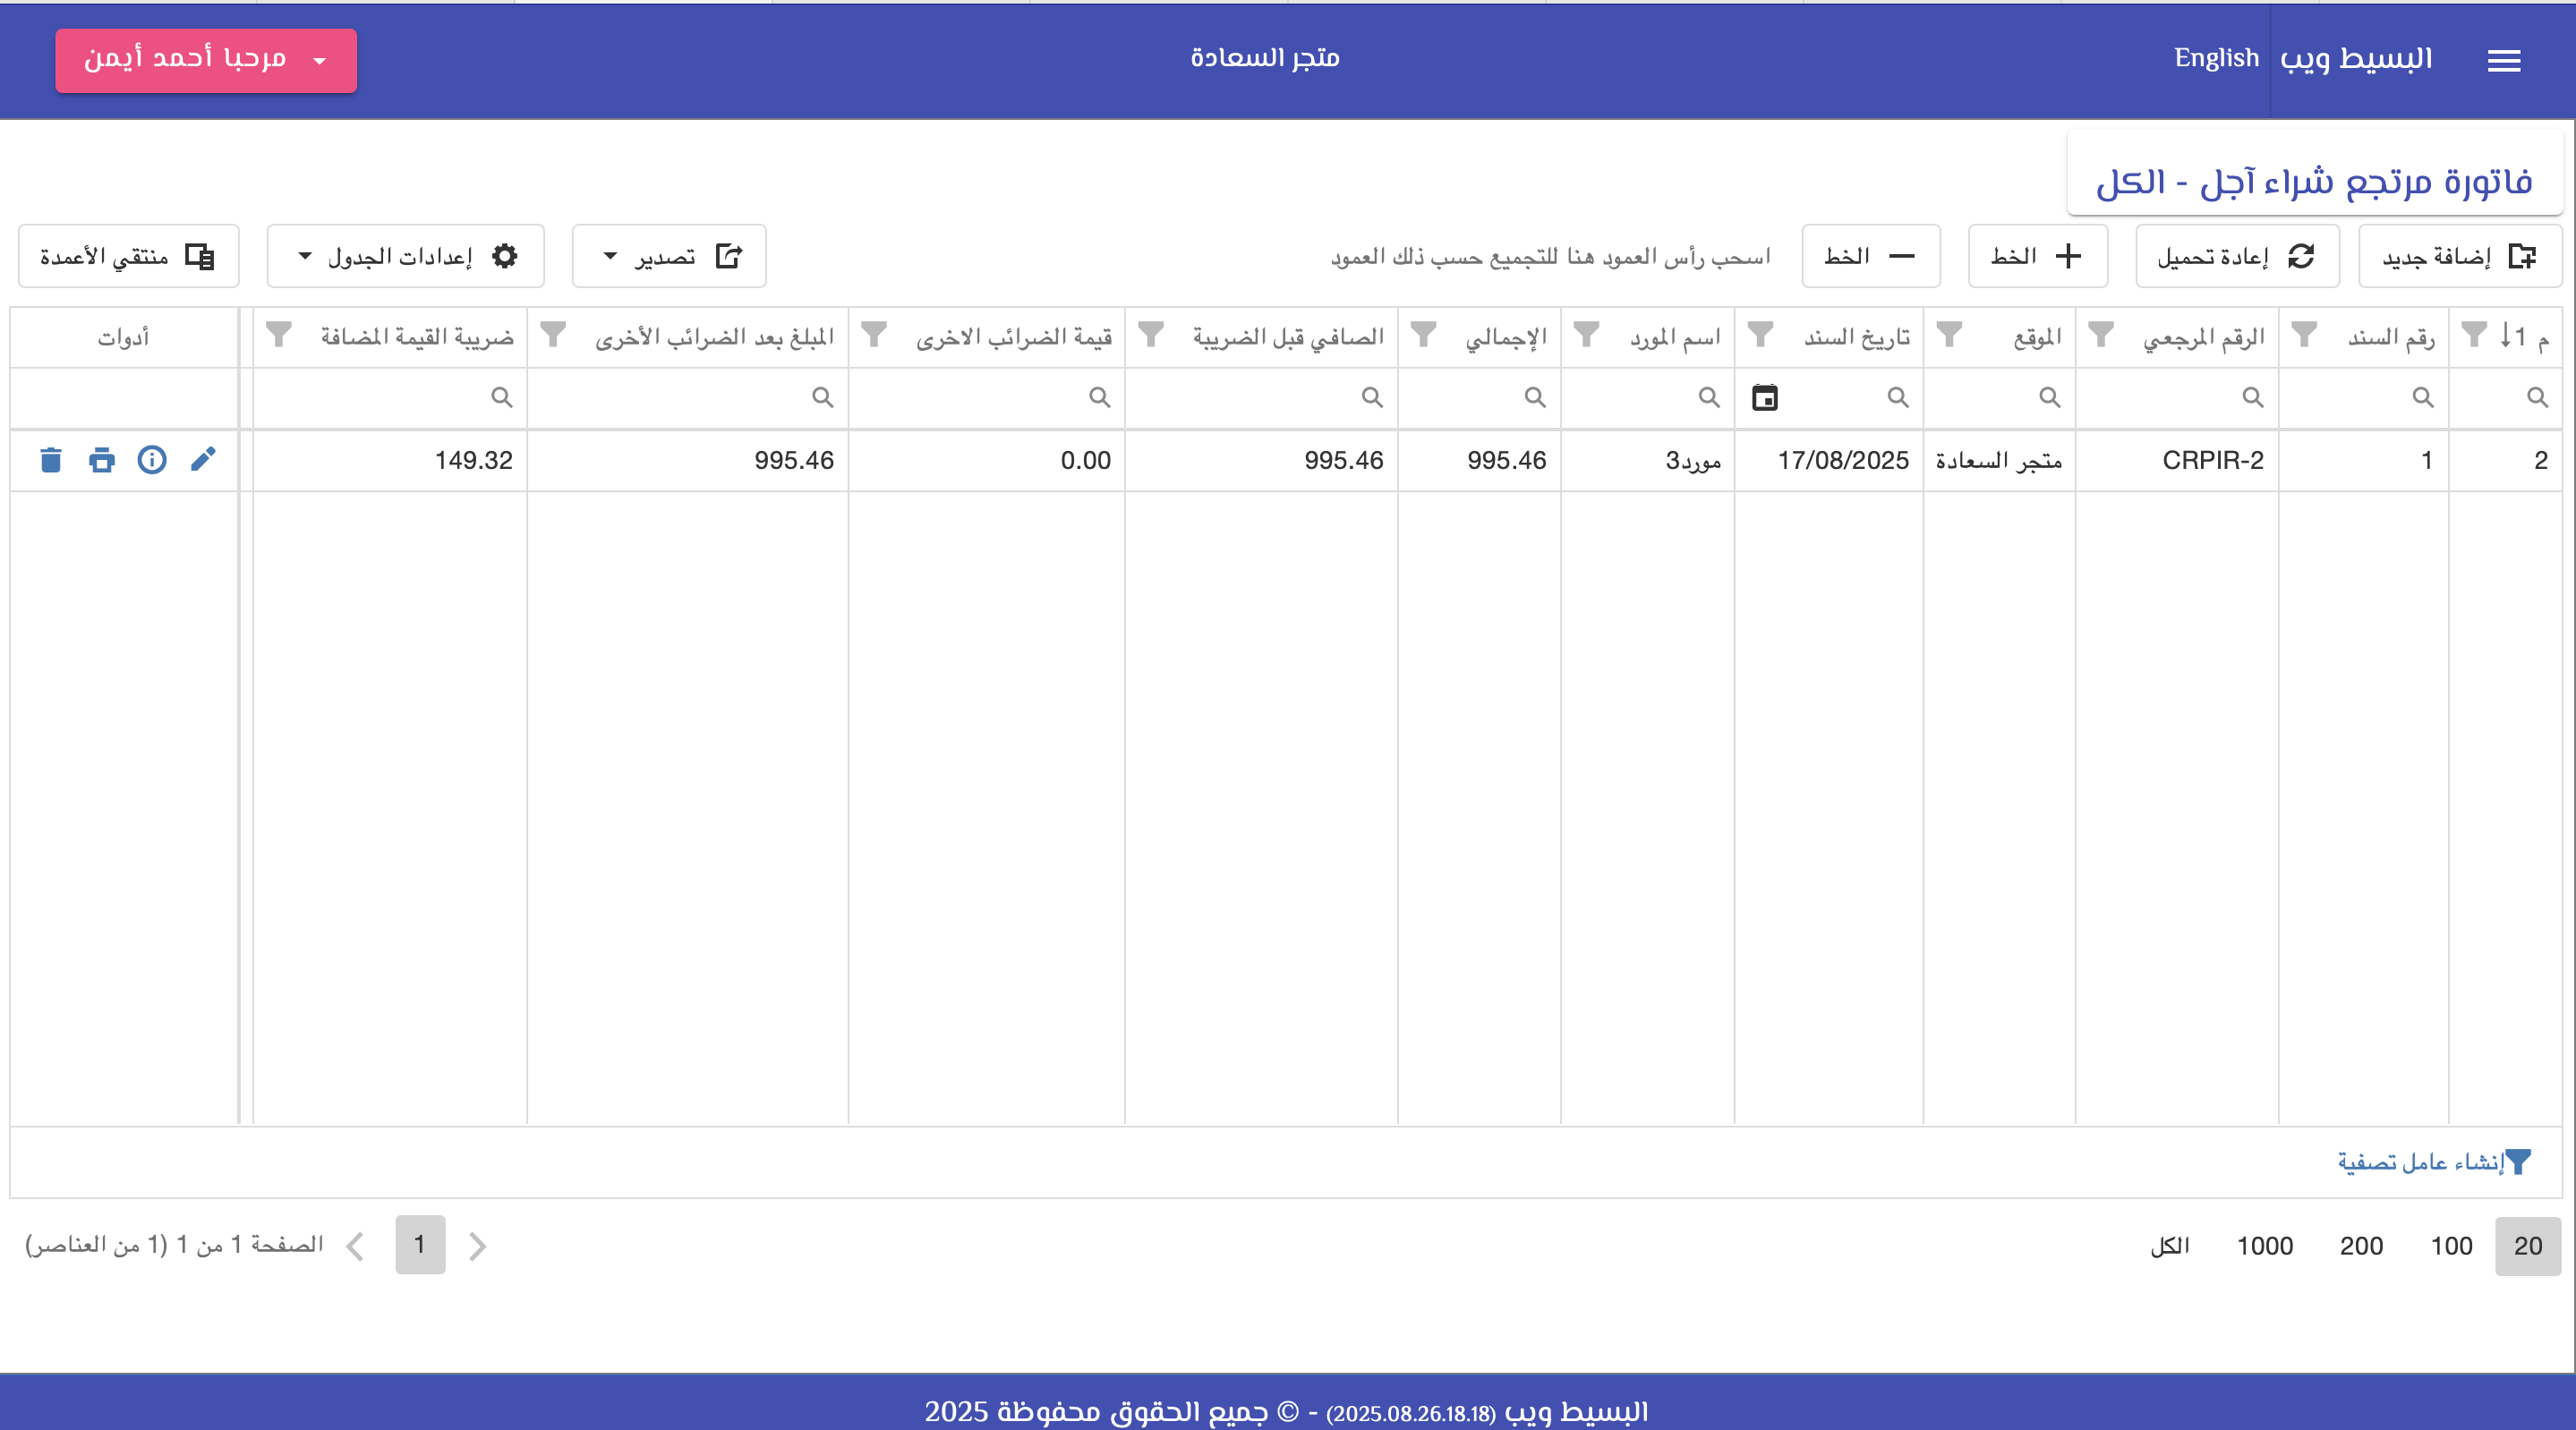 البسيط ويب English متجر السعادة مرحبا أحمد أيمن
فاتورة مرتجع شراء آجل - الكل
إضافة جديد إعادة تحميل الخط الخط اسحب رأس العمود هنا للتجميع حسب ذلك العمود تصدير إعدادات الجدول منتقي الأعمدة
م 1 رقم السند الرقم المرجعي الموقع تاريخ السند اسم المورد الإجمالي الصافي قبل الضريبة قيمة الضرائب الاخرى المبلغ بعد الضرائب الأخرى ضريبة القيمة المضافة أدوات
2 1 CRPIR-2 متجر السعادة 17/08/2025 مورد3 995.46 995.46 0.00 995.46 149.32
إنشاء عامل تصفية
20 100 200 1000 الكل 1 الصفحة 1 من 1 (1 من العناصر)
البسيط ويب (2025.08.26.18.18) - © جميع الحقوق محفوظة 2025